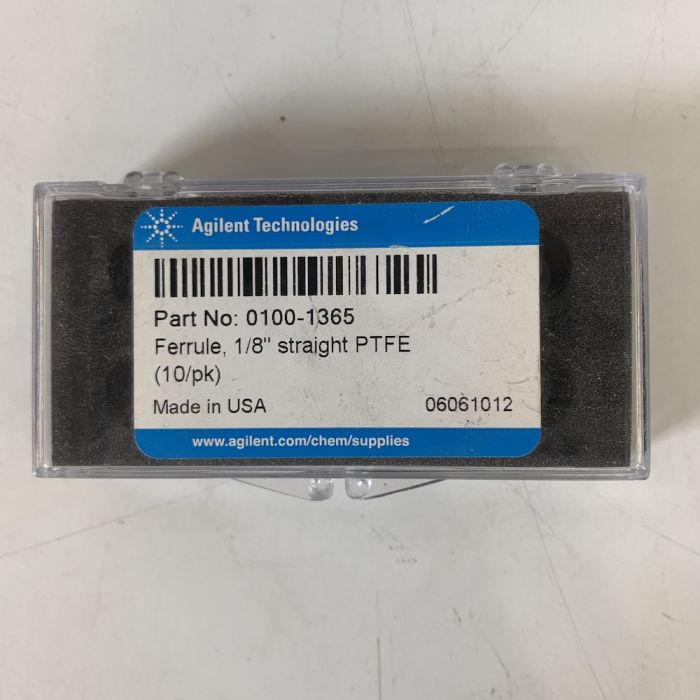 Agilent Technologies
Part No: 0100-1365
Ferrule, 1/8" straight PTFE
(10/pk)
Made in USA 06061012
www.agilent.com/chem/supplies